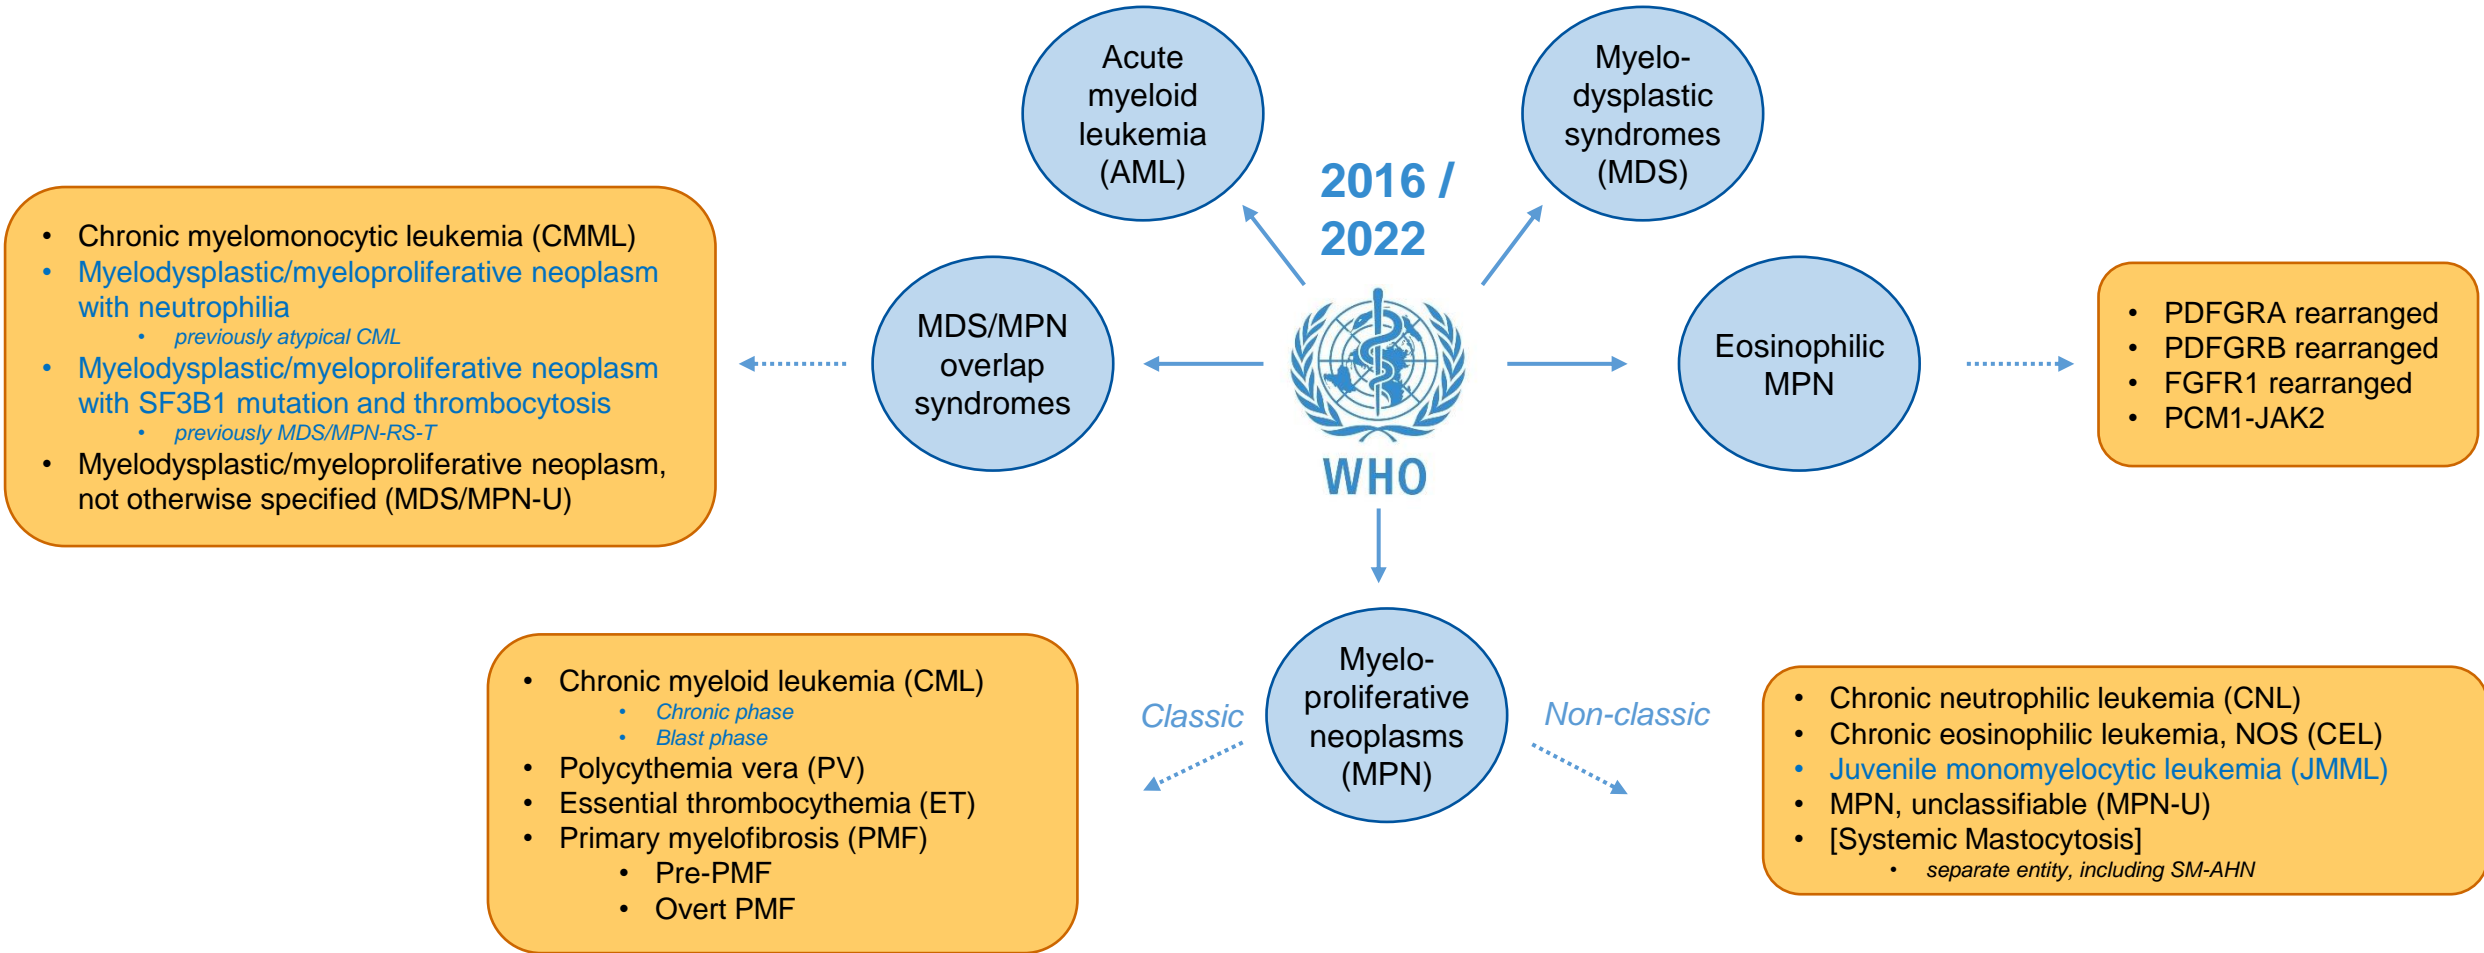 Acute
myeloid
leukemia
(AML)
Myelo-
dysplastic
syndromes
(MDS)
2016 /
2022
• Chronic myelomonocytic leukemia (CMML)
• Myelodysplastic/myeloproliferative neoplasm
with neutrophilia
• previously atypical CML
• Myelodysplastic/myeloproliferative neoplasm
with SF3B1 mutation and thrombocytosis
• previously MDS/MPN-RS-T
• Myelodysplastic/myeloproliferative neoplasm,
not otherwise specified (MDS/MPN-U)
MDS/MPN
overlap
syndromes
WHO
Eosinophilic
MPN
• PDFGRA rearranged
• PDFGRB rearranged
• FGFR1 rearranged
• PCM1-JAK2
• Chronic myeloid leukemia (CML)
• Chronic phase
• Blast phase
• Polycythemia vera (PV)
• Essential thrombocythemia (ET)
• Primary myelofibrosis (PMF)
• Pre-PMF
• Overt PMF
Classic
Myelo-
proliferative
neoplasms
(MPN)
Non-classic
• Chronic neutrophilic leukemia (CNL)
• Chronic eosinophilic leukemia, NOS (CEL)
• Juvenile monomyelocytic leukemia (JMML)
• MPN, unclassifiable (MPN-U)
• [Systemic Mastocytosis]
• separate entity, including SM-AHN